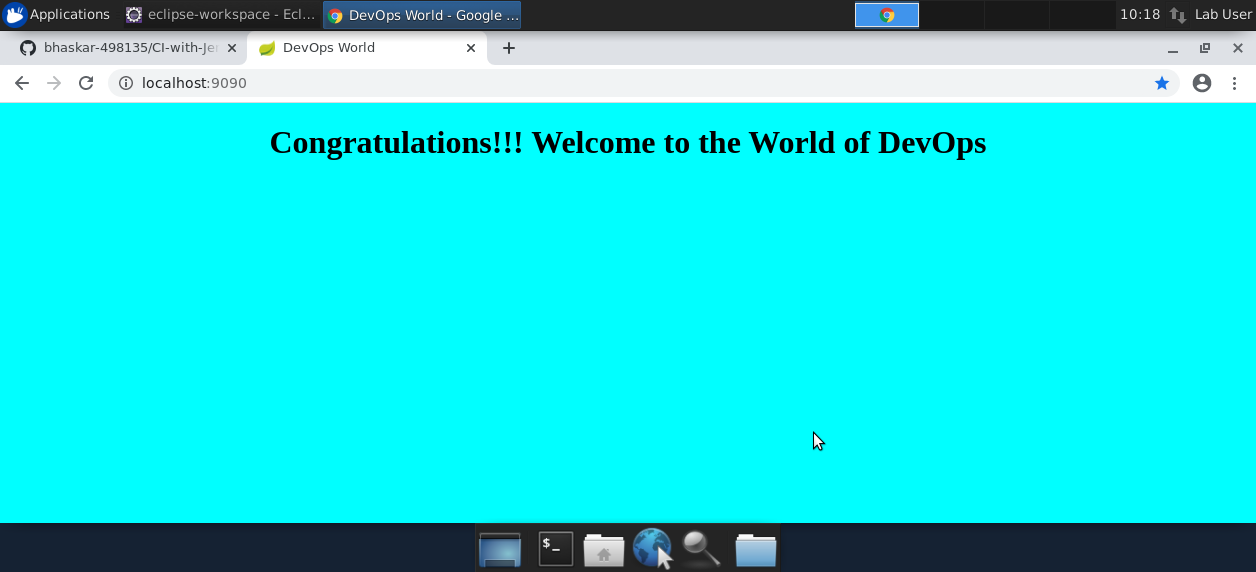 Applications eclipse-workspace - Ecl... DevOps World - Google ... 10:18 Lab User
bhaskar-498135/CI-with-Jer DevOps World
localhost:9090
Congratulations!!! Welcome to the World of DevOps
$_